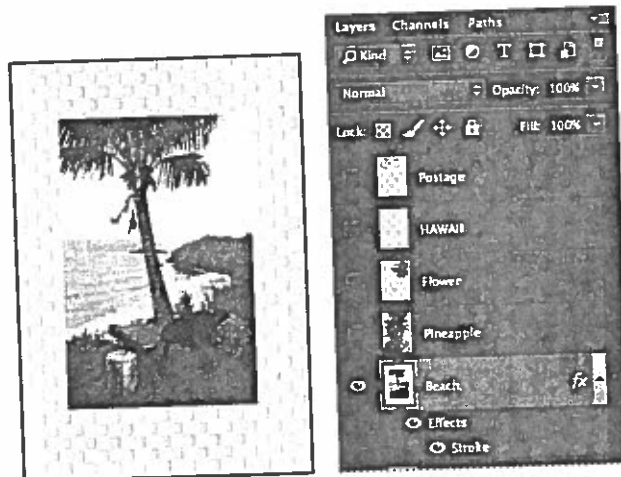 Layers Channels Paths
Kind
Normal Opacity: 100%
Lock: Fill: 100%
Postage
HAWAII
Flower
Pineapple
Beach fx
Effects
Stroke